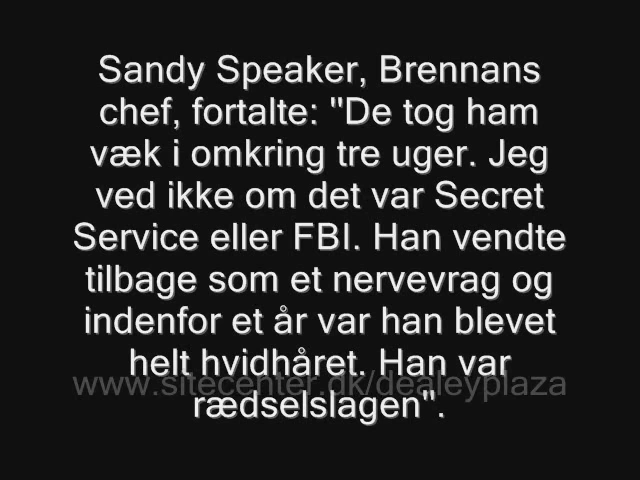 Sandy Speaker, Brennans
chef, fortalte: "De tog ham
væk i omkring tre uger. Jeg
ved ikke om det var Secret
Service eller FBI. Han vendte
tilbage som et nervevrag og
indenfor et år var han blevet
helt hvidhåret. Han var
www.sitecenter.dk/dealeyplaza
rædselslagen".